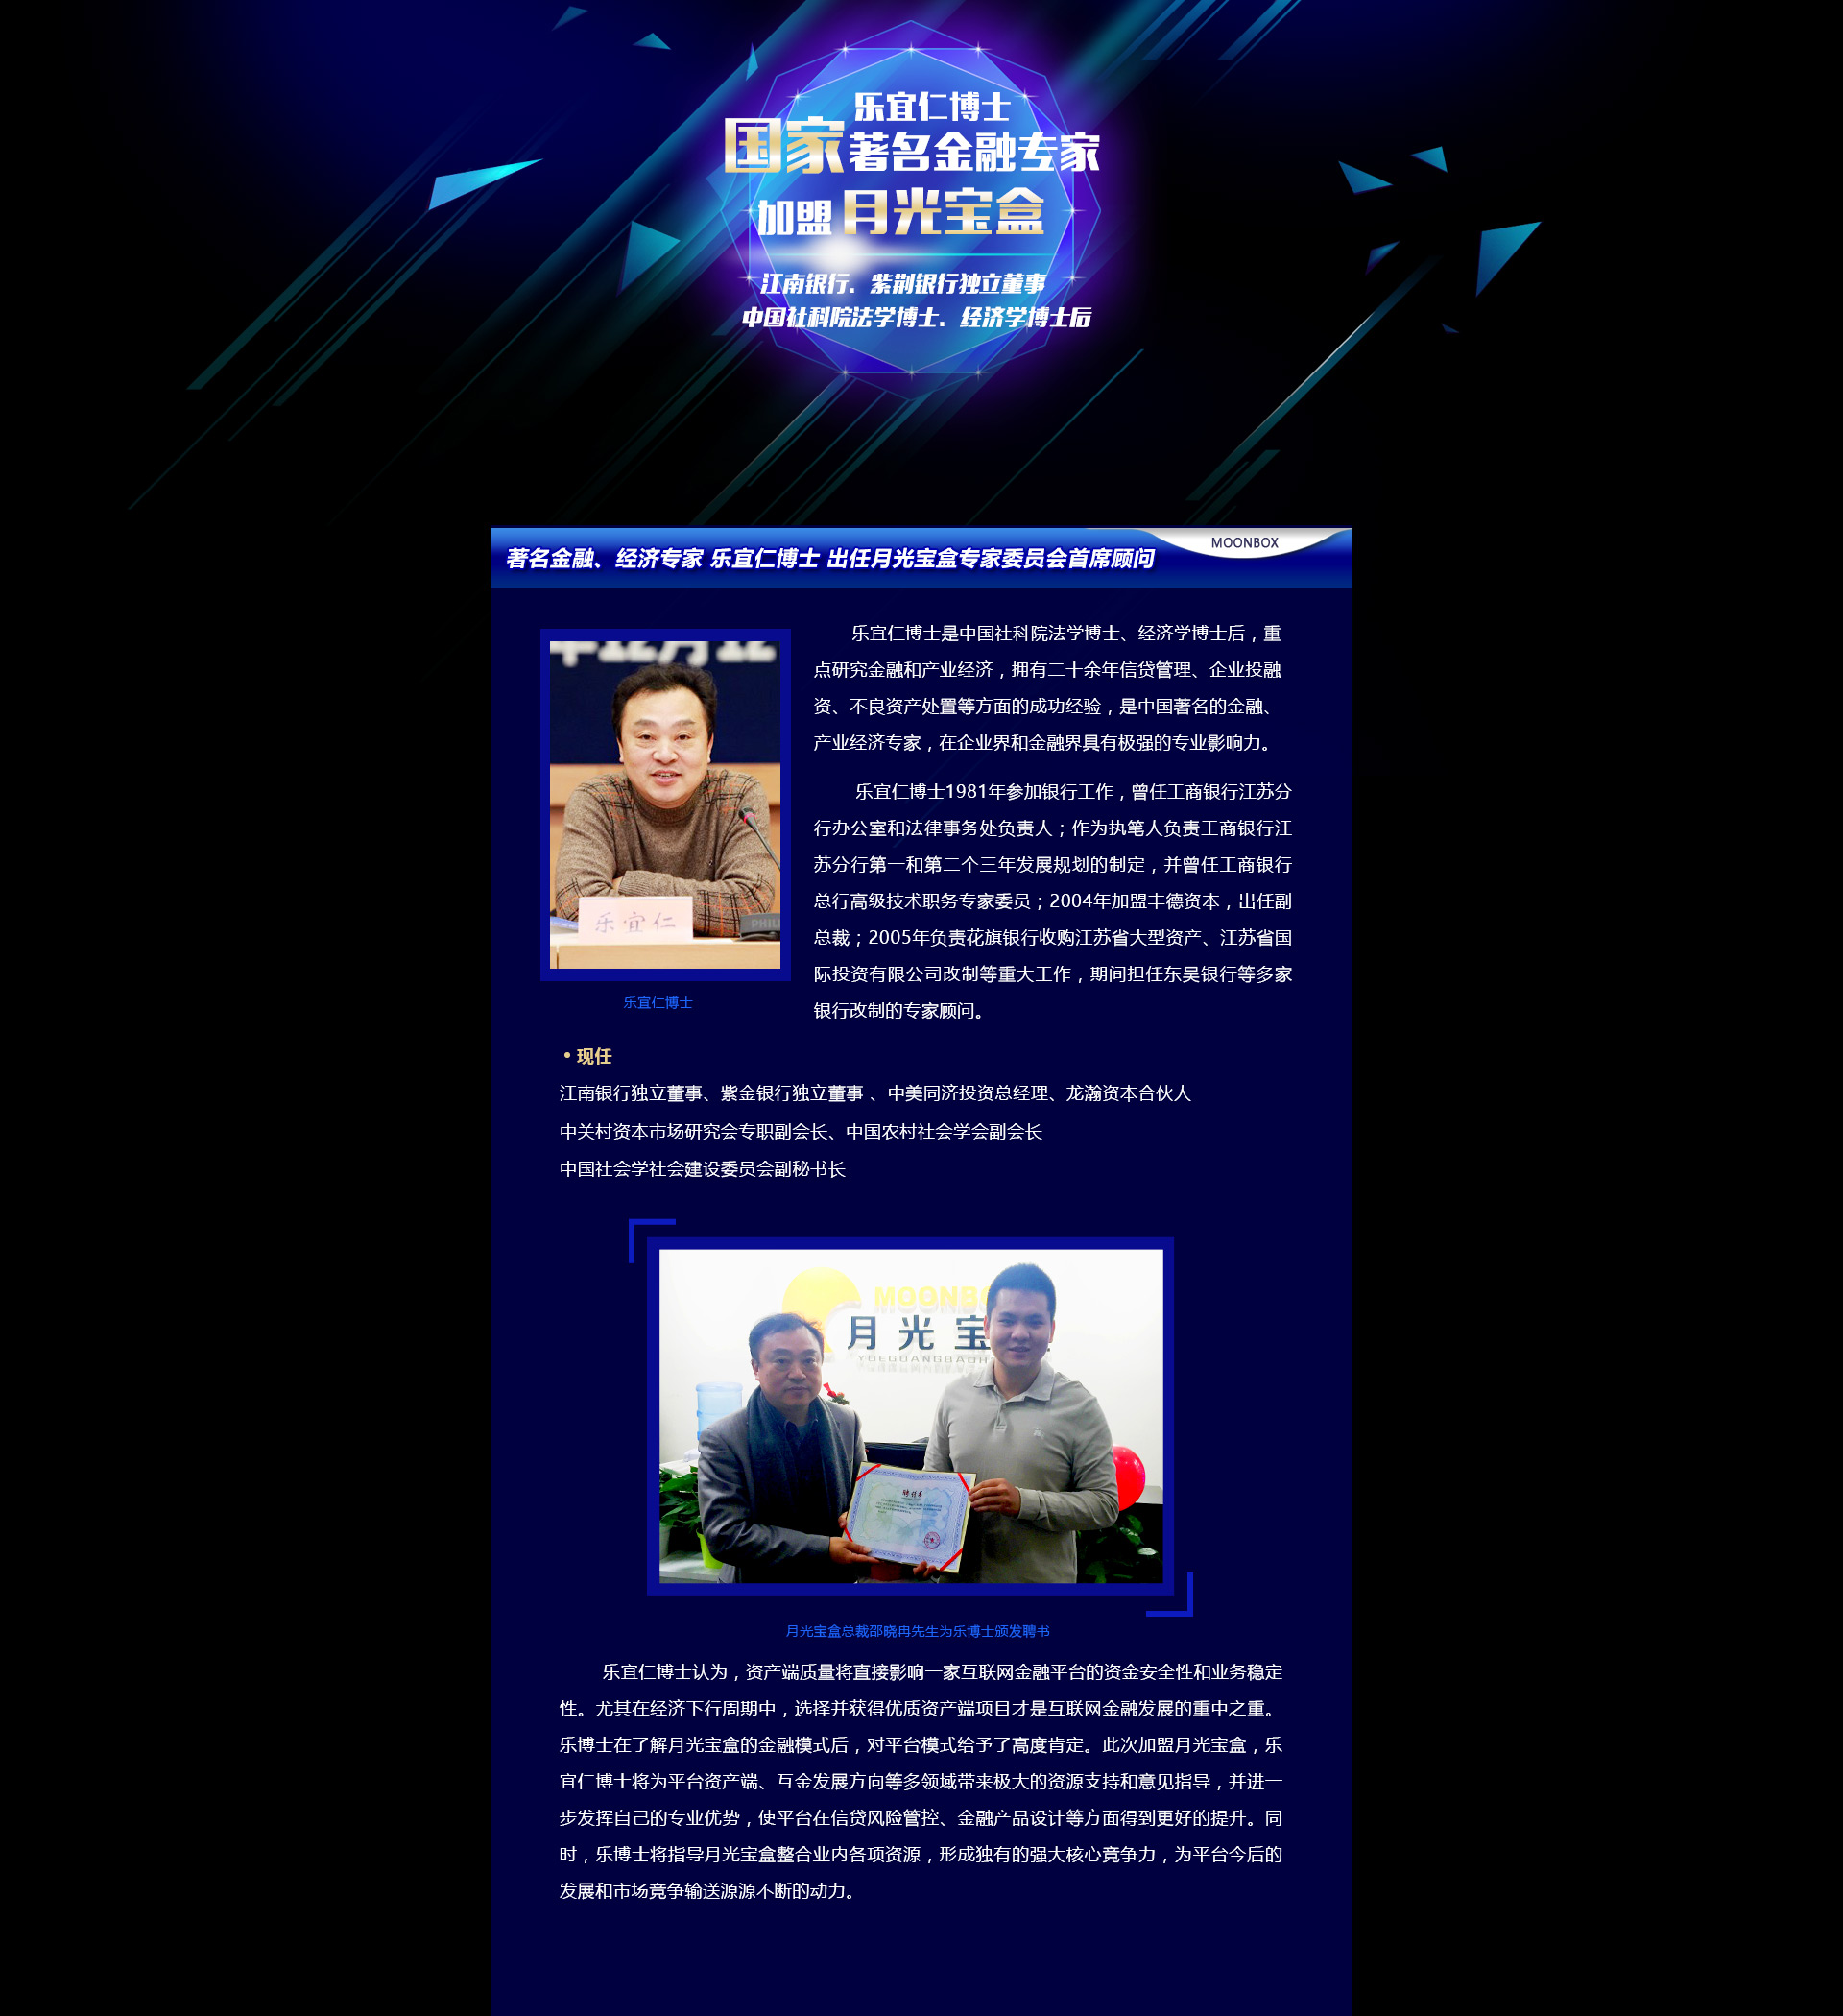 乐宜仁博士
国家著名金融专家
加盟月光宝盒
江南银行、紫荆银行独立董事
中国社科院法学博士、经济学博士后
著名金融、经济专家 乐宜仁博士 出任月光宝盒专家委员会首席顾问
MOONBOX
乐宜仁博士是中国社科院法学博士、经济学博士后，重
点研究金融和产业经济，拥有二十余年信贷管理、企业投融
资、不良资产处置等方面的成功经验，是中国著名的金融、
产业经济专家，在企业界和金融界具有极强的专业影响力。
乐宜仁博士1981年参加银行工作，曾任工商银行江苏分
行办公室和法律事务处负责人；作为执笔人负责工商银行江
苏分行第一和第二个三年发展规划的制定，并曾任工商银行
总行高级技术职务专家委员；2004年加盟丰德资本，出任副
总裁；2005年负责花旗银行收购江苏省大型资产、江苏省国
际投资有限公司改制等重大工作，期间担任东吴银行等多家
银行改制的专家顾问。
乐宜仁
PHILI
乐宜仁博士
• 现任
江南银行独立董事、紫金银行独立董事 、中美同济投资总经理、龙瀚资本合伙人
中关村资本市场研究会专职副会长、中国农村社会学会副会长
中国社会学社会建设委员会副秘书长
MOONB
月光宝
YUEGUANGBAOH
聘请书
月光宝盒总裁邵晓冉先生为乐博士颁发聘书
乐宜仁博士认为，资产端质量将直接影响一家互联网金融平台的资金安全性和业务稳定
性。尤其在经济下行周期中，选择并获得优质资产端项目才是互联网金融发展的重中之重。
乐博士在了解月光宝盒的金融模式后，对平台模式给予了高度肯定。此次加盟月光宝盒，乐
宜仁博士将为平台资产端、互金发展方向等多领域带来极大的资源支持和意见指导，并进一
步发挥自己的专业优势，使平台在信贷风险管控、金融产品设计等方面得到更好的提升。同
时，乐博士将指导月光宝盒整合业内各项资源，形成独有的强大核心竞争力，为平台今后的
发展和市场竞争输送源源不断的动力。